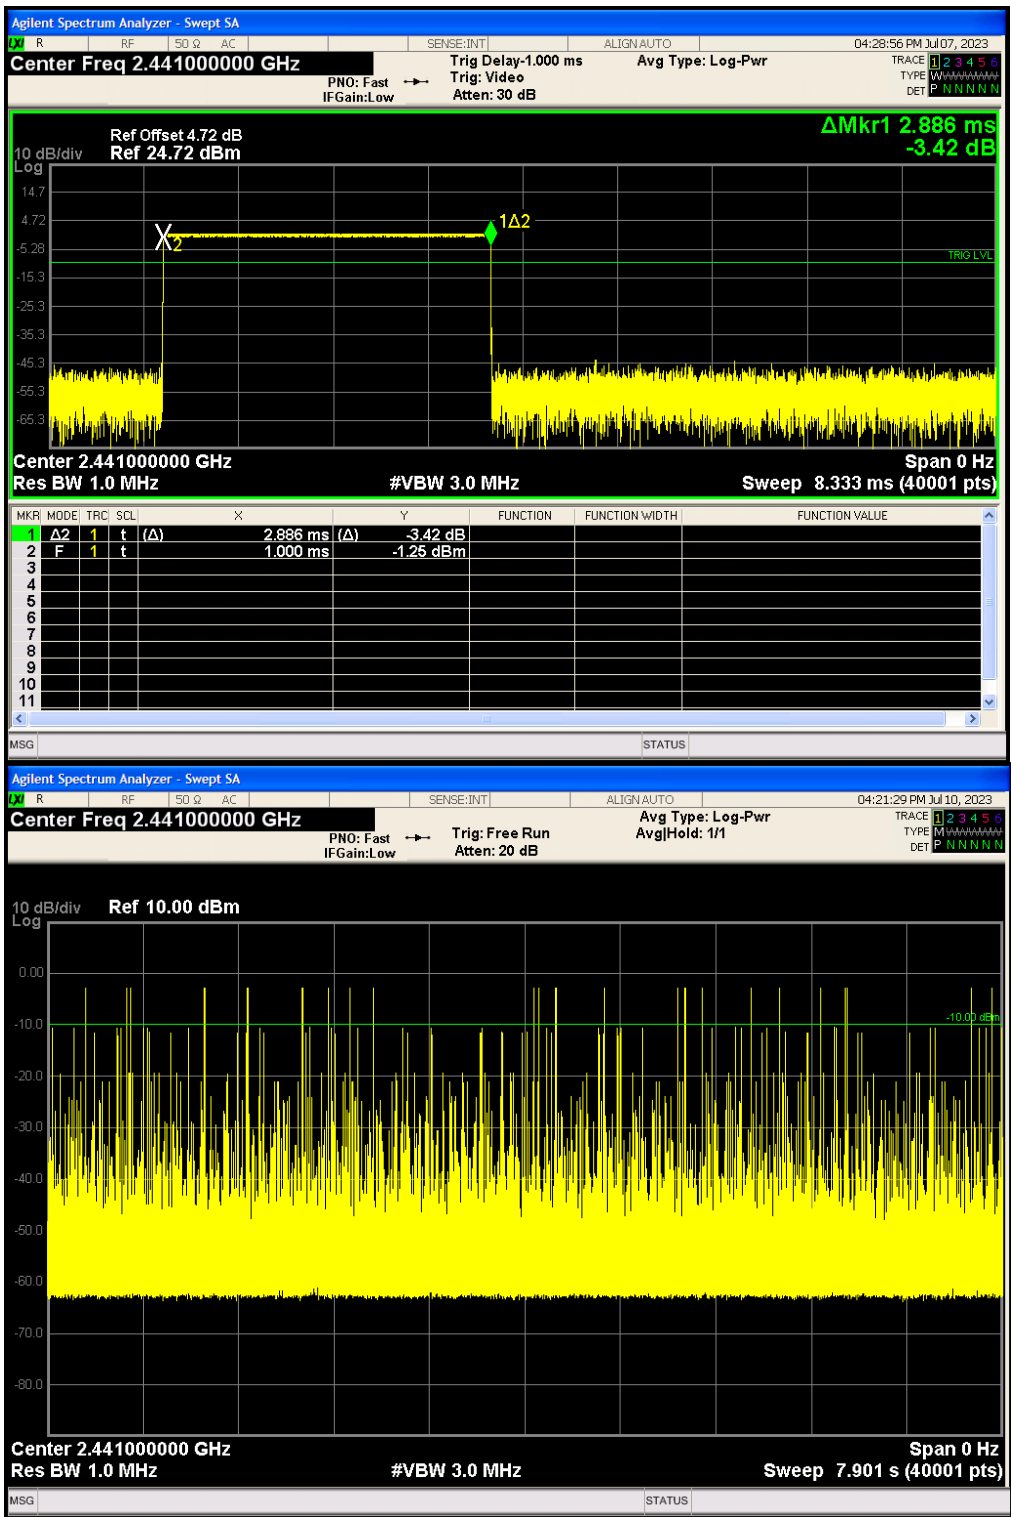 Agilent Spectrum Analyzer - Swept SA
LXI R RF 50 Ω AC SENSE:INT ALIGNAUTO 04:28:56 PM Jul 07, 2023
Center Freq 2.441000000 GHz Trig Delay-1.000 ms Avg Type: Log-Pwr TRACE 1 2 3 4 5 6
PNO: Fast Trig: Video TYPE W
IFGain:Low Atten: 30 dB DET P N N N N N
ΔMkr1 2.886 ms
Ref Offset 4.72 dB
10 dB/div Ref 24.72 dBm -3.42 dB
Log
14.7
4.72
1Δ2
2
-5.28
TRIG LVL
-15.3
-25.3
-35.3
-45.3
-55.3
-65.3
Center 2.441000000 GHz Span 0 Hz
Res BW 1.0 MHz #VBW 3.0 MHz Sweep 8.333 ms (40001 pts)
MKR MODE TRC SCL X Y FUNCTION FUNCTION WIDTH FUNCTION VALUE
1 Δ2 1 t (Δ) 2.886 ms (Δ) -3.42 dB
2 F 1 t 1.000 ms -1.25 dBm
3
4
5
6
7
8
9
10
11
MSG STATUS
Agilent Spectrum Analyzer - Swept SA
LXI R RF 50 Ω AC SENSE:INT ALIGNAUTO 04:21:29 PM Jul 10, 2023
Center Freq 2.441000000 GHz Avg Type: Log-Pwr TRACE 1 2 3 4 5 6
PNO: Fast Trig: Free Run Avg|Hold: 1/1 TYPE M
IFGain:Low Atten: 20 dB DET P N N N N N
10 dB/div Ref 10.00 dBm
Log
0.00
-10.0
-10.00 dBm
-20.0
-30.0
-40.0
-50.0
-60.0
-70.0
-80.0
Center 2.441000000 GHz Span 0 Hz
Res BW 1.0 MHz #VBW 3.0 MHz Sweep 7.901 s (40001 pts)
MSG STATUS